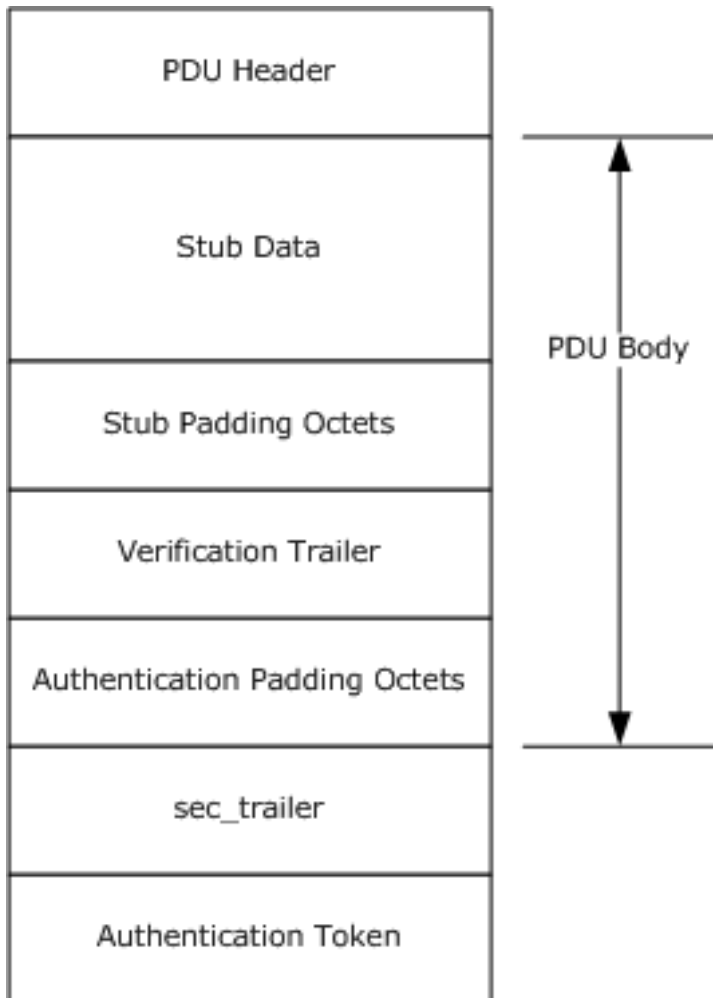 PDU Header
Stub Data
PDU Body
Stub Padding Octets
Verification Trailer
Authentication Padding Octets
sec_trailer
Authentication Token